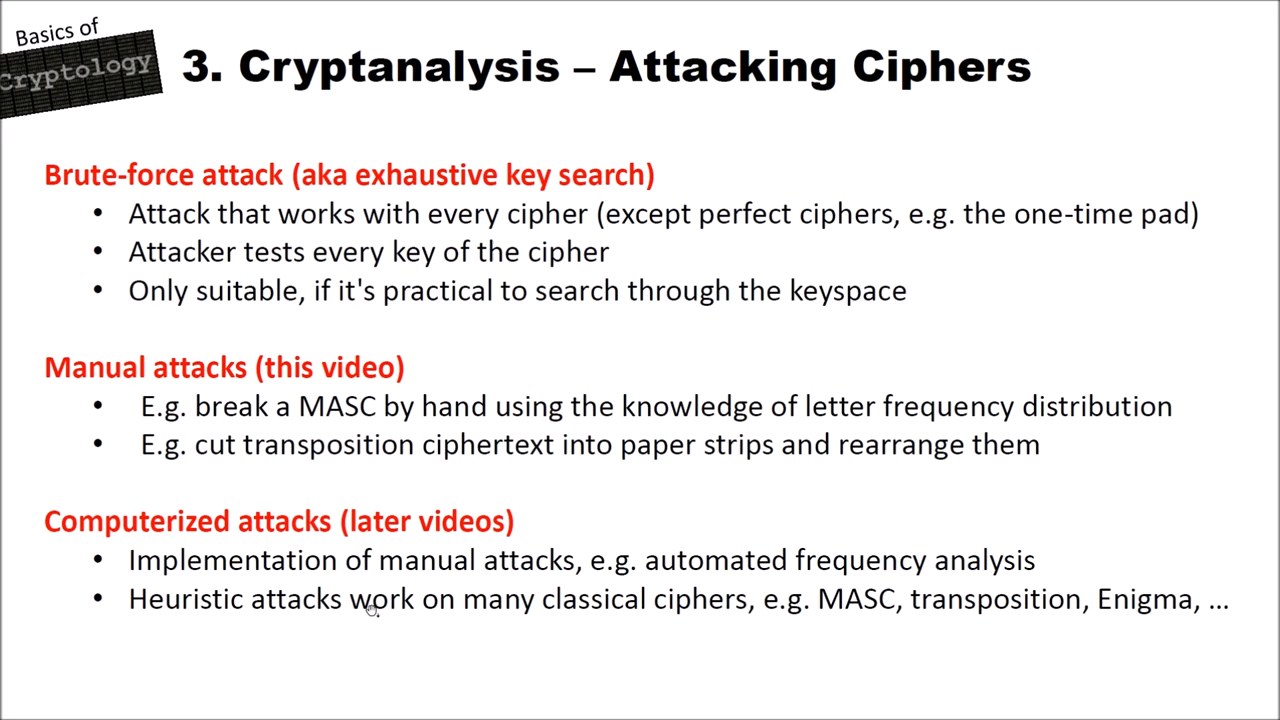 Basics of
Cryptology
3. Cryptanalysis – Attacking Ciphers
Brute-force attack (aka exhaustive key search)
• Attack that works with every cipher (except perfect ciphers, e.g. the one-time pad)
• Attacker tests every key of the cipher
• Only suitable, if it's practical to search through the keyspace
Manual attacks (this video)
• E.g. break a MASC by hand using the knowledge of letter frequency distribution
• E.g. cut transposition ciphertext into paper strips and rearrange them
Computerized attacks (later videos)
• Implementation of manual attacks, e.g. automated frequency analysis
• Heuristic attacks work on many classical ciphers, e.g. MASC, transposition, Enigma, ...